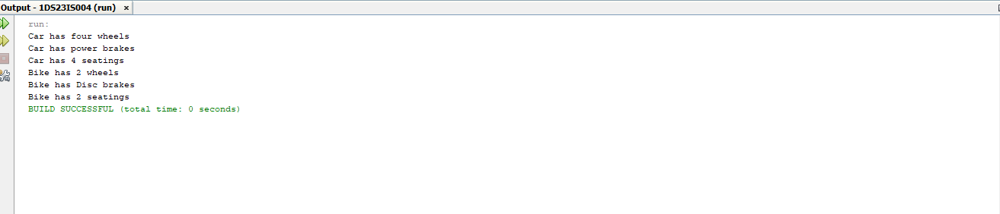 Output - 1DS23IS004 (run) ×
run:
Car has four wheels
Car has power brakes
Car has 4 seatings
Bike has 2 wheels
Bike has Disc brakes
Bike has 2 seatings
BUILD SUCCESSFUL (total time: 0 seconds)